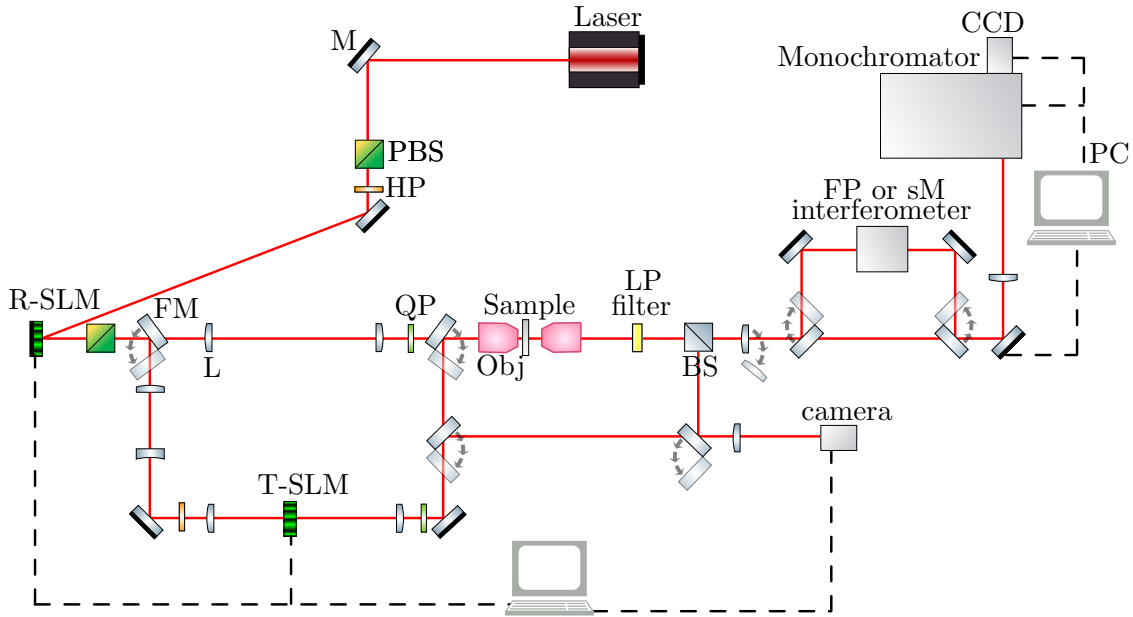 Laser
M
CCD
Monochromator
PBS
PC
HP
FP or sM
interferometer
LP
filter
R-SLM
FM
QP
Sample
L
Obj
BS
camera
T-SLM